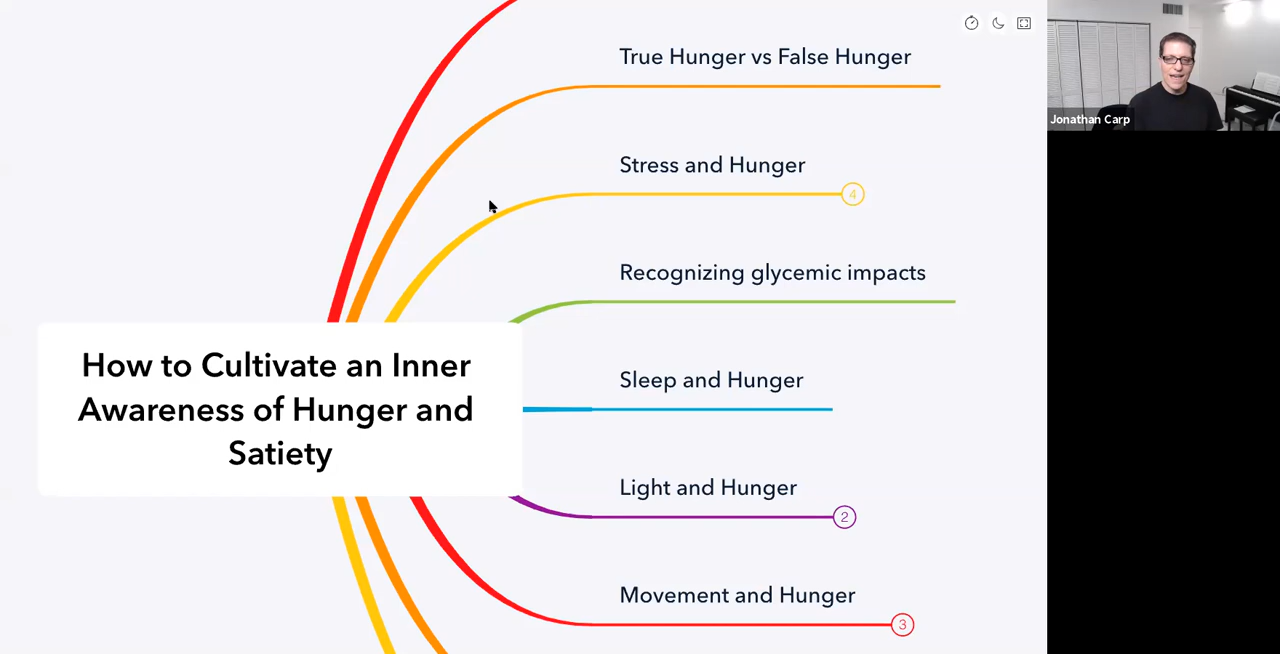 True Hunger vs False Hunger
Stress and Hunger
4
Recognizing glycemic impacts
How to Cultivate an Inner
Awareness of Hunger and
Satiety
Sleep and Hunger
Light and Hunger
2
Movement and Hunger
3
Jonathan Carp